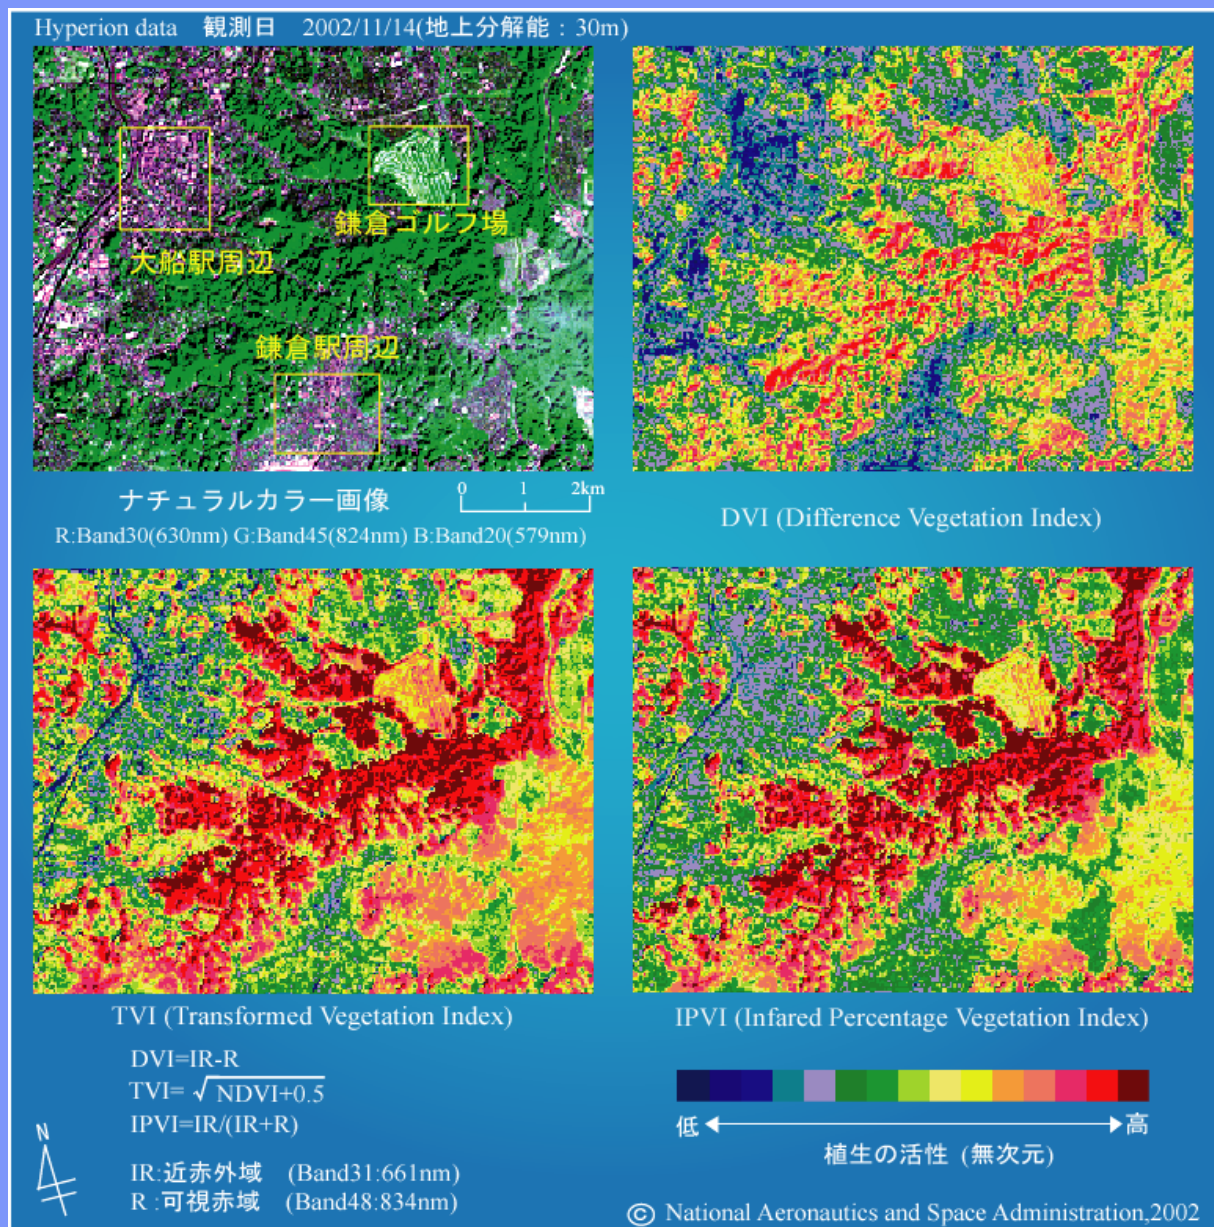 Hyperion data 観測日 2002/11/14(地上分解能：30m)
鎌倉ゴルフ場
大船駅周辺
鎌倉駅周辺
ナチュラルカラー画像
0 1 2km
R:Band30(630nm) G:Band45(824nm) B:Band20(579nm)
DVI (Difference Vegetation Index)
TVI (Transformed Vegetation Index)
IPVI (Infared Percentage Vegetation Index)
DVI=IR-R
TVI= √NDVI+0.5
IPVI=IR/(IR+R)
IR:近赤外域 (Band31:661nm)
R :可視赤域 (Band48:834nm)
N
低 高
植生の活性 (無次元)
© National Aeronautics and Space Administration,2002